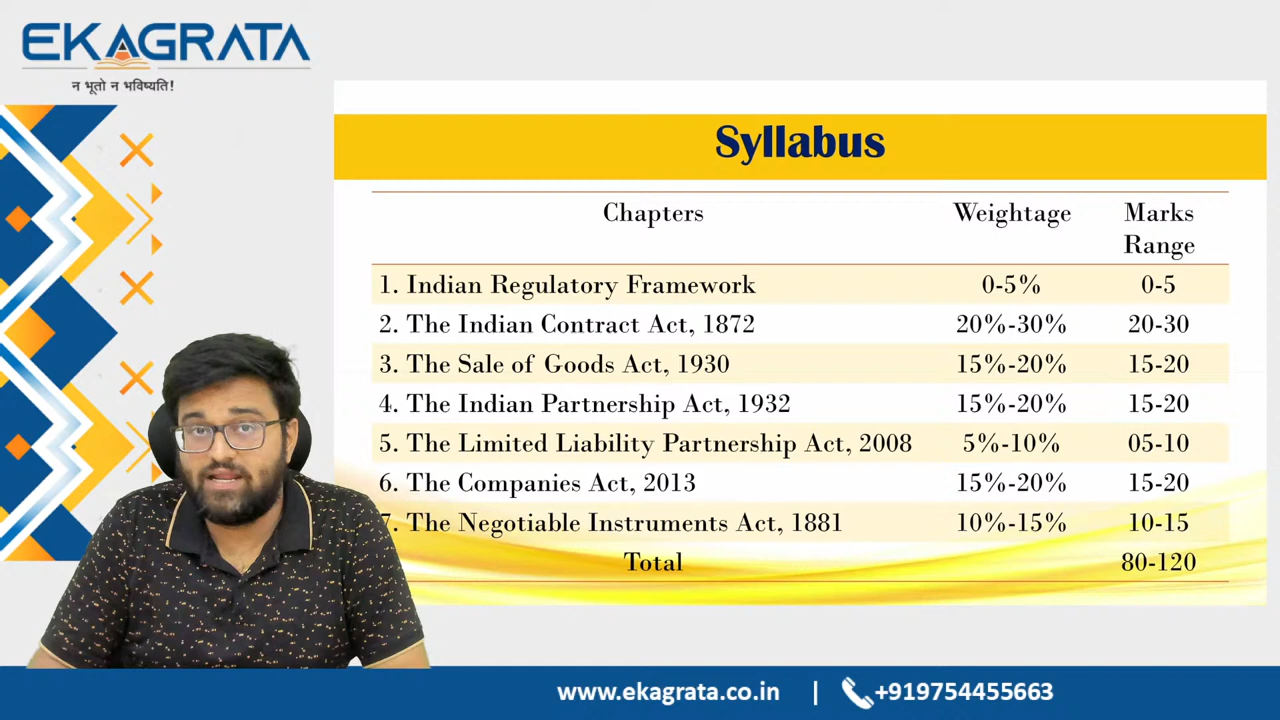 EKAGRATA
न भूतो न भविष्यति!
Syllabus
Chapters Weightage Marks Range
1. Indian Regulatory Framework 0-5% 0-5
2. The Indian Contract Act, 1872 20%-30% 20-30
3. The Sale of Goods Act, 1930 15%-20% 15-20
4. The Indian Partnership Act, 1932 15%-20% 15-20
5. The Limited Liability Partnership Act, 2008 5%-10% 05-10
6. The Companies Act, 2013 15%-20% 15-20
7. The Negotiable Instruments Act, 1881 10%-15% 10-15
Total 80-120
www.ekagrata.co.in | +919754455663